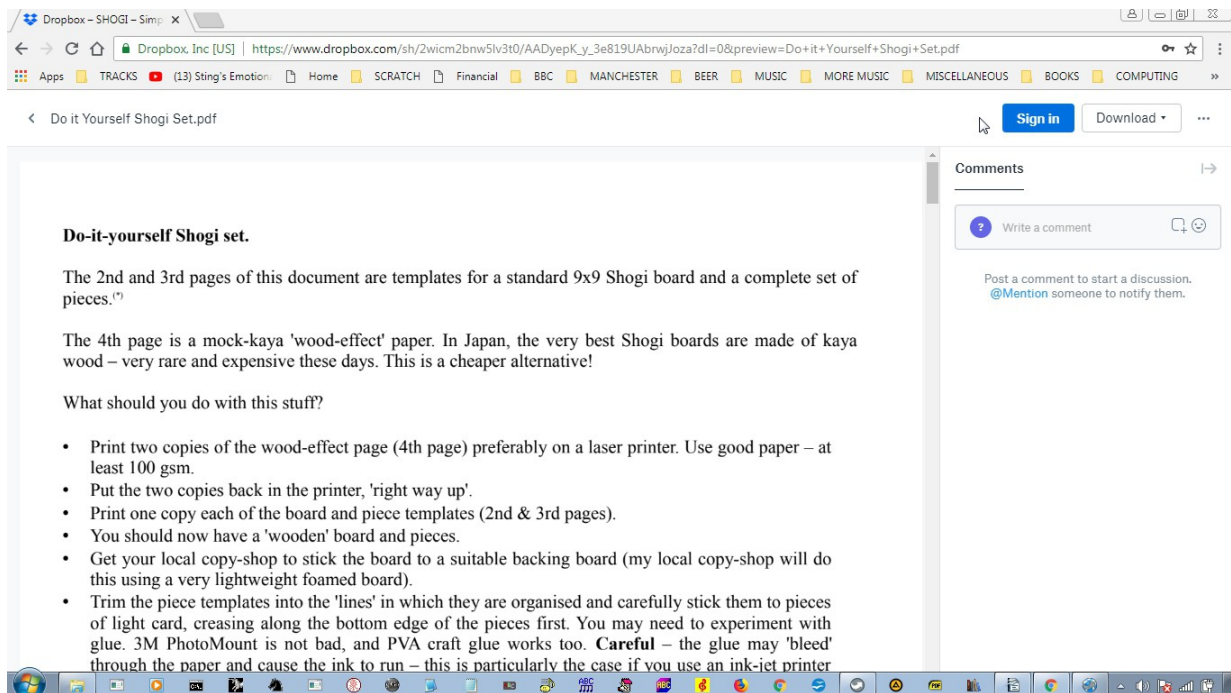 Dropbox – SHOGI – Simp
Dropbox, Inc [US] | https://www.dropbox.com/sh/2wicm2bnw5lv3t0/AADyepK_y_3e819UAbrwjJoza?dl=0&preview=Do+it+Yourself+Shogi+Set.pdf
Apps TRACKS (13) Sting's Emotion Home SCRATCH Financial BBC MANCHESTER BEER MUSIC MORE MUSIC MISCELLANEOUS BOOKS COMPUTING »
Do it Yourself Shogi Set.pdf
Sign in
Download
Comments
? Write a comment
Post a comment to start a discussion.
@Mention someone to notify them.
Do-it-yourself Shogi set.
The 2nd and 3rd pages of this document are templates for a standard 9x9 Shogi board and a complete set of
pieces.(*)
The 4th page is a mock-kaya 'wood-effect' paper. In Japan, the very best Shogi boards are made of kaya
wood – very rare and expensive these days. This is a cheaper alternative!
What should you do with this stuff?
• Print two copies of the wood-effect page (4th page) preferably on a laser printer. Use good paper – at
least 100 gsm.
• Put the two copies back in the printer, 'right way up'.
• Print one copy each of the board and piece templates (2nd & 3rd pages).
• You should now have a 'wooden' board and pieces.
• Get your local copy-shop to stick the board to a suitable backing board (my local copy-shop will do
this using a very lightweight foamed board).
• Trim the piece templates into the 'lines' in which they are organised and carefully stick them to pieces
of light card, creasing along the bottom edge of the pieces first. You may need to experiment with
glue. 3M PhotoMount is not bad, and PVA craft glue works too. Careful – the glue may 'bleed'
through the paper and cause the ink to run – this is particularly the case if you use an ink-jet printer